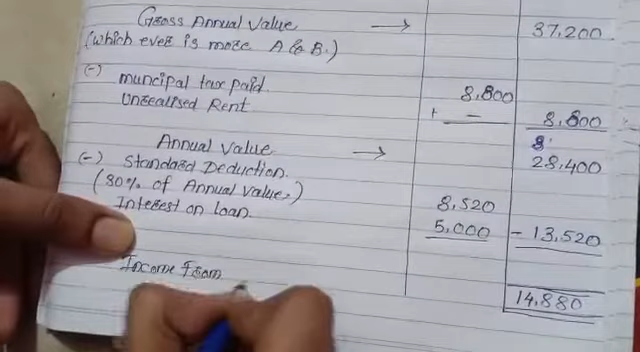 Gross Annual Value → 37,200
(which ever is more A & B.)
(-) muncipal tax paid. 8,800
Unrealised Rent + - 8,800
8.
Annual Value → 28,400
(-) Standard Deduction.
(30% of Annual Value.) 8,520
Interest on loan. 5,000 - 13,520
Income From 14,880